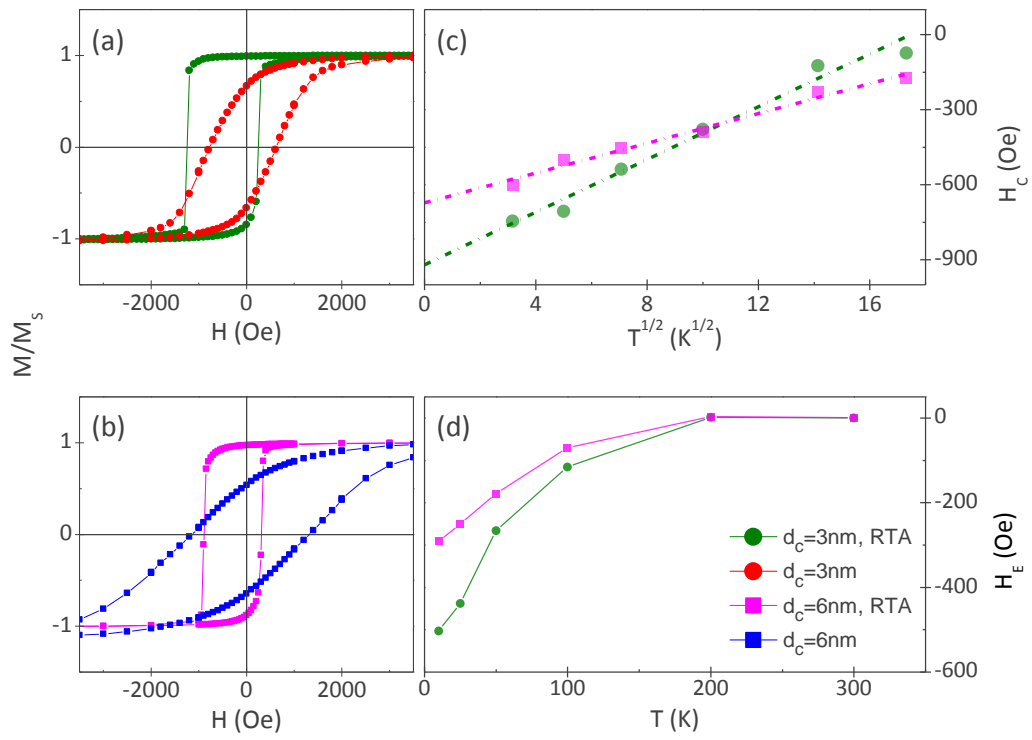 (a)
1
0
-1
-2000 0 2000
H (Oe)
M/M_S
(b)
1
0
-1
-2000 0 2000
H (Oe)
(c)
0
-300
-600
-900
H_C (Oe)
0 4 8 12 16
T^1/2 (K^1/2)
(d)
0
-200
-400
-600
H_E (Oe)
d_c=3nm, RTA
d_c=3nm
d_c=6nm, RTA
d_c=6nm
0 100 200 300
T (K)